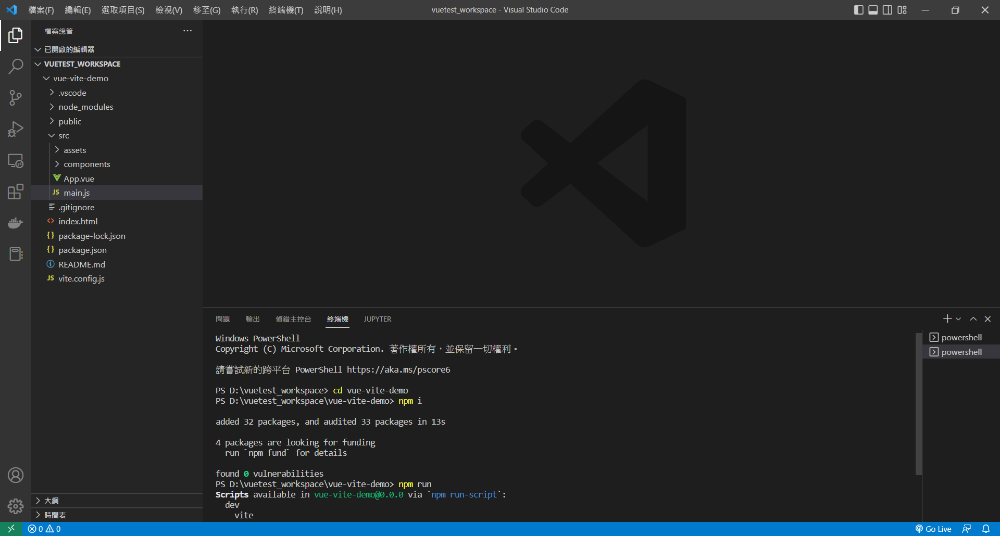 檔案(F) 編輯(E) 選取項目(S) 檢視(V) 移至(G) 執行(R) 終端機(T) 說明(H) vuetest_workspace - Visual Studio Code
檔案總管
已開啟的編輯器
VUETEST_WORKSPACE
vue-vite-demo
.vscode
node_modules
public
src
assets
components
App.vue
JS main.js
.gitignore
<> index.html
{} package-lock.json
{} package.json
README.md
JS vite.config.js
大綱
時間表
問題 輸出 偵錯主控台 終端機 JUPYTER
Windows PowerShell
Copyright (C) Microsoft Corporation. 著作權所有，並保留一切權利。
請嘗試新的跨平台 PowerShell https://aka.ms/pscore6
PS D:\vuetest_workspace> cd vue-vite-demo
PS D:\vuetest_workspace\vue-vite-demo> npm i
added 32 packages, and audited 33 packages in 13s
4 packages are looking for funding
run `npm fund` for details
found 0 vulnerabilities
PS D:\vuetest_workspace\vue-vite-demo> npm run
Scripts available in vue-vite-demo@0.0.0 via `npm run-script`:
dev
vite
powershell
powershell
0 0
Go Live